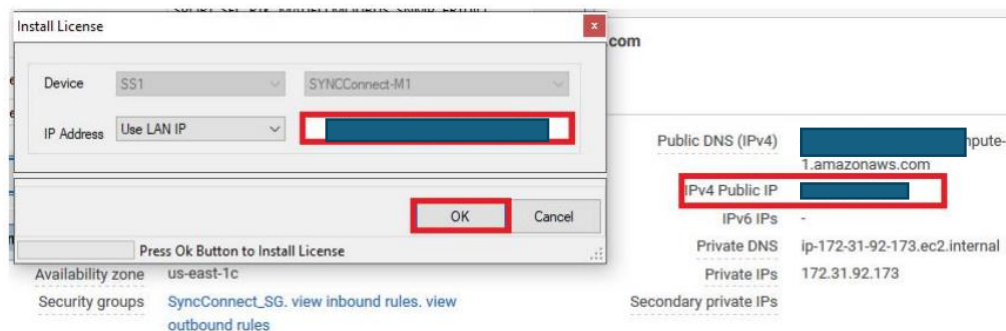 Install License
x
.com
Device
SS1
SYNCConnect-M1
IP Address
Use LAN IP
OK
Cancel
Press Ok Button to Install License
Public DNS (IPv4)
1.amazonaws.com
IPv4 Public IP
IPv6 IPs
-
Private DNS
ip-172-31-92-173.ec2.internal
Availability zone
us-east-1c
Private IPs
172.31.92.173
Security groups
SyncConnect_SG. view inbound rules. view
outbound rules
Secondary private IPs